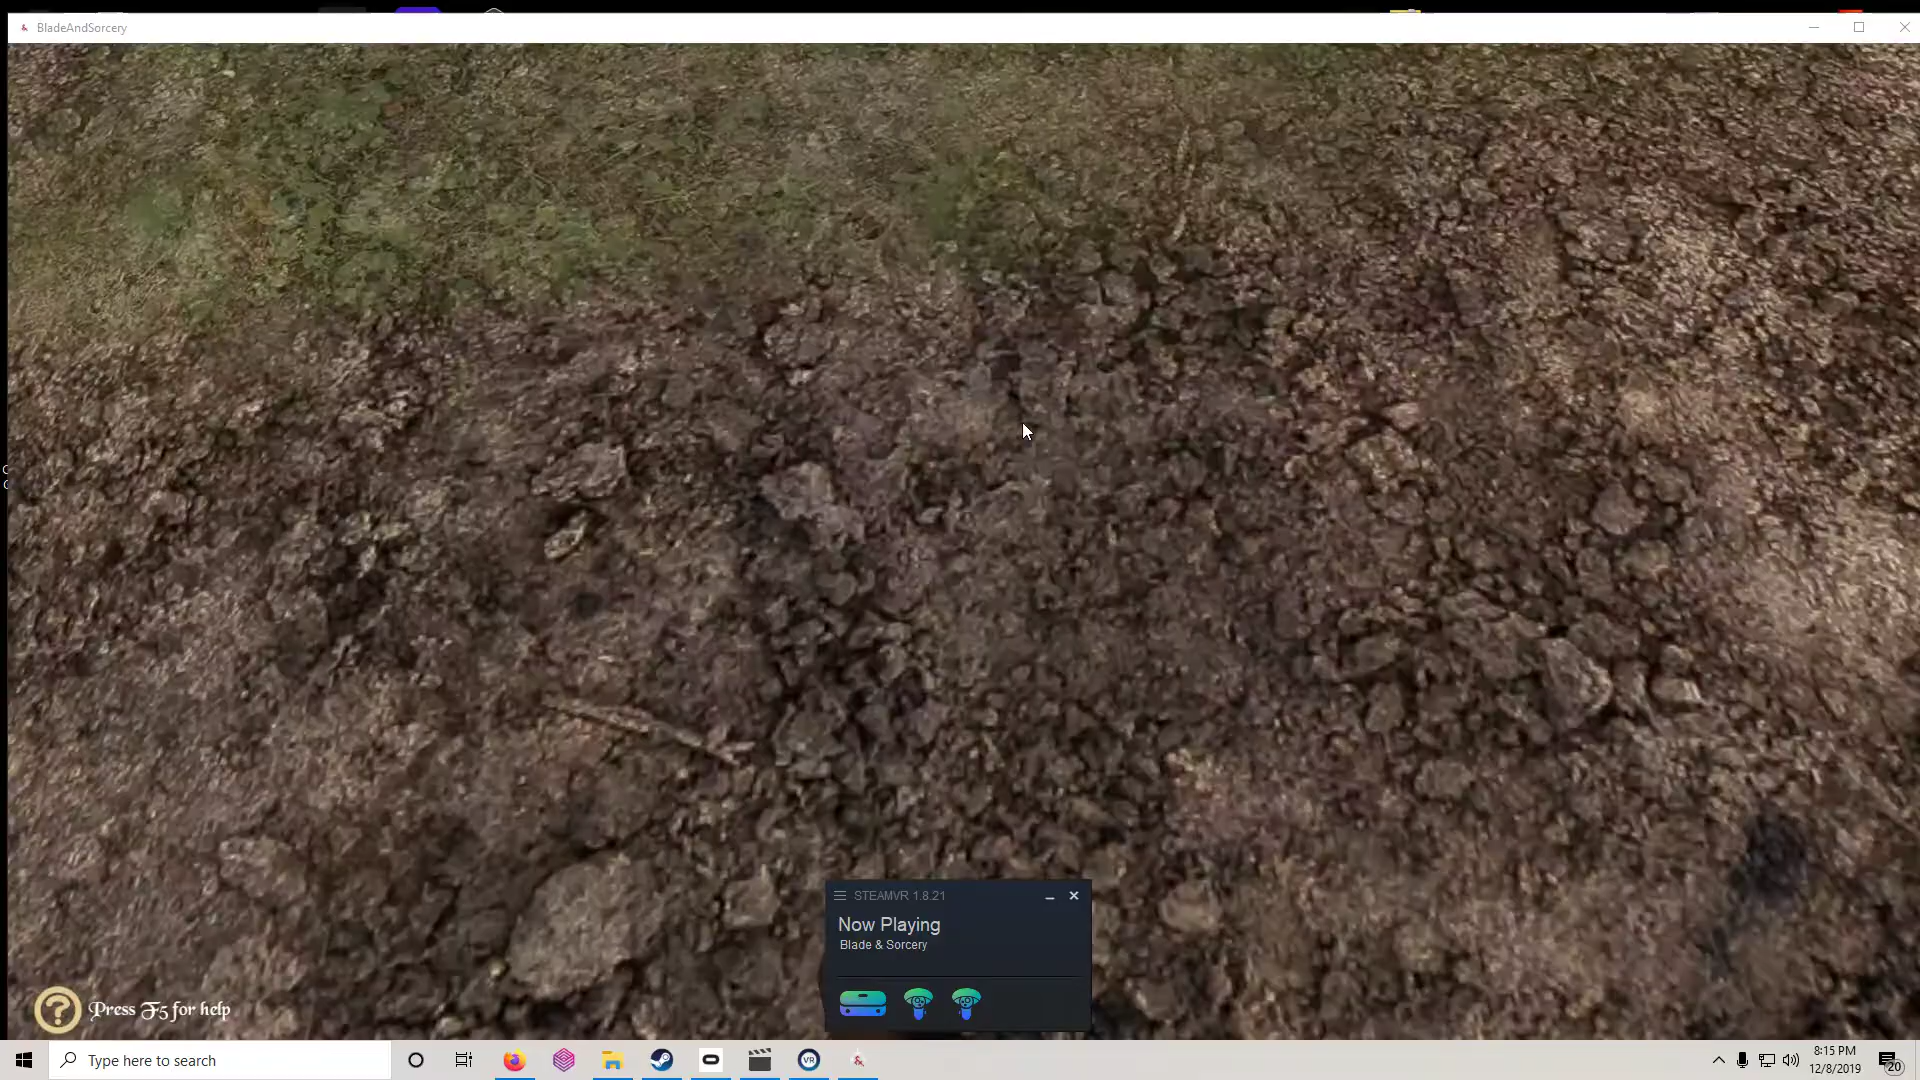 BladeAndSorcery
STEAMVR 1.8.21
Now Playing
Blade & Sorcery
Press F5 for help
Type here to search
VR
8:15 PM
12/8/2019
20